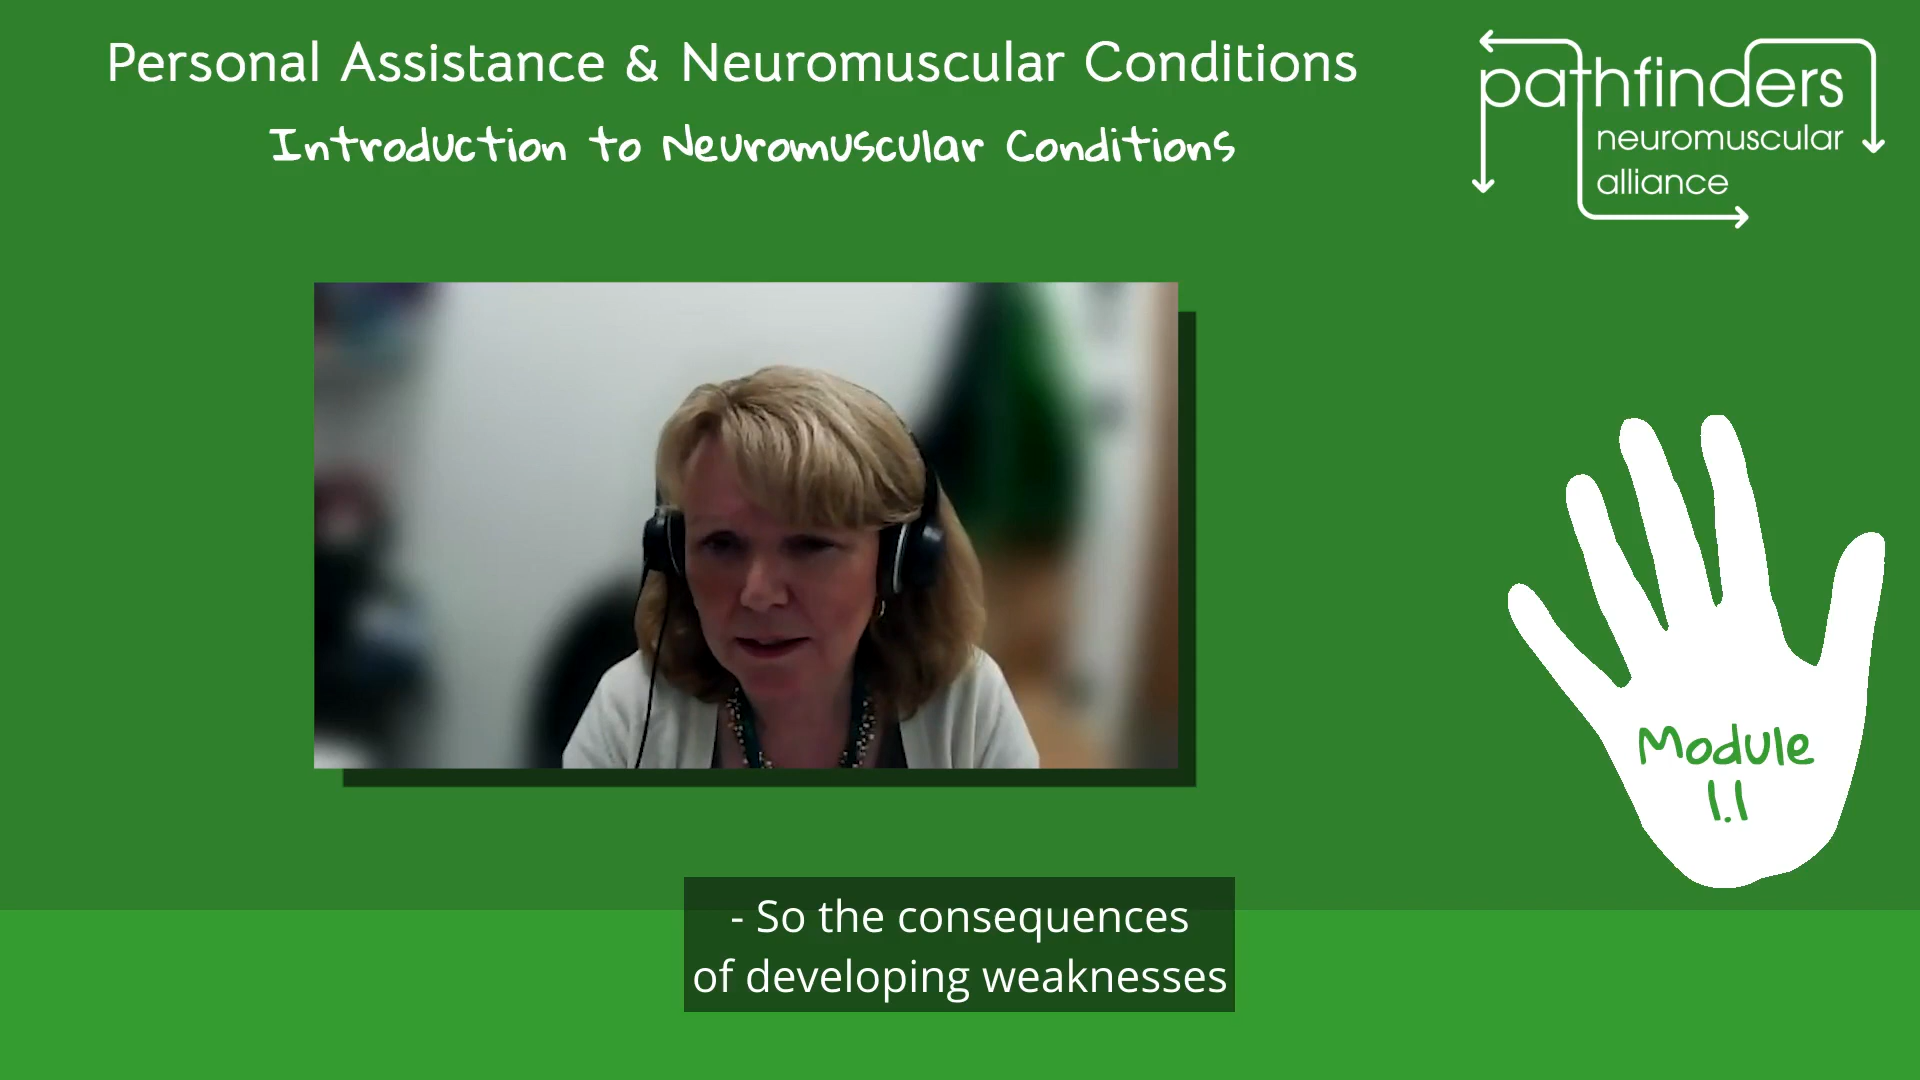 Personal Assistance & Neuromuscular Conditions
Introduction to Neuromuscular Conditions
pathfinders
neuromuscular
alliance
Module
1.1
- So the consequences
of developing weaknesses